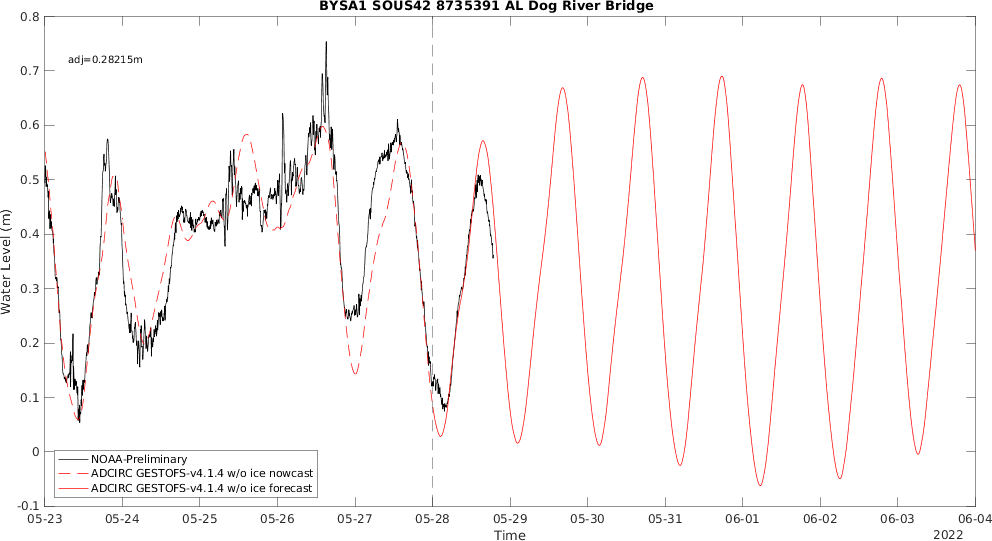 BYSA1 SOUS42 8735391 AL Dog River Bridge
adj=0.28215m
0.8
0.7
0.6
0.5
0.4
0.3
0.2
0.1
0
-0.1
Water Level (m)
NOAA-Preliminary
ADCIRC GESTOFS-v4.1.4 w/o ice nowcast
ADCIRC GESTOFS-v4.1.4 w/o ice forecast
05-23 05-24 05-25 05-26 05-27 05-28 05-29 05-30 05-31 06-01 06-02 06-03 06-04
Time
2022